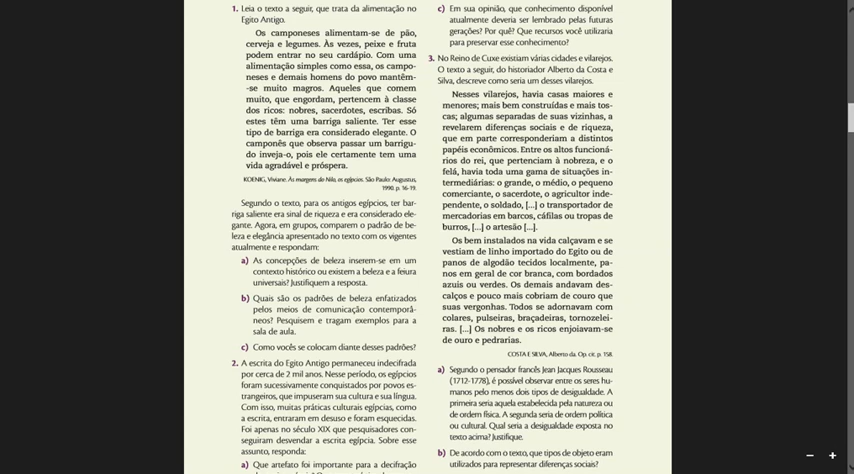 1. Leia o texto a seguir, que trata da alimentação no
Egito Antigo.
Os camponeses alimentam-se de pão,
cerveja e legumes. Às vezes, peixe e fruta
podem entrar no seu cardápio. Com uma
alimentação simples como essa, os campo-
neses e demais homens do povo mantêm-
-se muito magros. Aqueles que comem
muito, que engordam, pertencem à classe
dos ricos: nobres, sacerdotes, escribas. Só
estes têm uma barriga saliente. Ter esse
tipo de barriga era considerado elegante. O
camponês que observa passar um barrigu-
do inveja-o, pois ele certamente tem uma
vida agradável e próspera.
KOENIG, Viviane. Às margens do Nilo, os egípcios. São Paulo: Augustus,
1990. p. 16-19.
Segundo o texto, para os antigos egípcios, ter bar-
riga saliente era sinal de riqueza e era considerado ele-
gante. Agora, em grupos, comparem o padrão de be-
leza e elegância apresentado no texto com os vigentes
atualmente e respondam:
a) As concepções de beleza inserem-se em um
contexto histórico ou existem a beleza e a feiura
universais? Justifiquem a resposta.
b) Quais são os padrões de beleza enfatizados
pelos meios de comunicação contemporâ-
neos? Pesquisem e tragam exemplos para a
sala de aula.
c) Como vocês se colocam diante desses padrões?
2. A escrita do Egito Antigo permaneceu indecifrada
por cerca de 2 mil anos. Nesse período, os egípcios
foram sucessivamente conquistados por povos es-
trangeiros, que impuseram sua cultura e sua língua.
Com isso, muitas práticas culturais egípcias, como
a escrita, entraram em desuso e foram esquecidas.
Foi apenas no século XIX que pesquisadores con-
seguiram desvendar a escrita egípcia. Sobre esse
assunto, responda:
a) Que artefato foi importante para a decifração
c) Em sua opinião, que conhecimento disponível
atualmente deveria ser lembrado pelas futuras
gerações? Por quê? Que recursos você utilizaria
para preservar esse conhecimento?
3. No Reino de Cuxe existiam várias cidades e vilarejos.
O texto a seguir, do historiador Alberto da Costa e
Silva, descreve como seria um desses vilarejos.
Nesses vilarejos, havia casas maiores e
menores; mais bem construídas e mais tos-
cas; algumas separadas de suas vizinhas, a
revelarem diferenças sociais e de riqueza,
que em parte corresponderiam a distintos
papéis econômicos. Entre os altos funcioná-
rios do rei, que pertenciam à nobreza, e o
felá, havia toda uma gama de situações in-
termediárias: o grande, o médio, o pequeno
comerciante, o sacerdote, o agricultor inde-
pendente, o soldado, [...] o transportador de
mercadorias em barcos, cáfilas ou tropas de
burros, [...] o artesão [...].
Os bem instalados na vida calçavam e se
vestiam de linho importado do Egito ou de
panos de algodão tecidos localmente, pa-
nos em geral de cor branca, com bordados
azuis ou verdes. Os demais andavam des-
calços e pouco mais cobriam de couro que
suas vergonhas. Todos se adornavam com
colares, pulseiras, braçadeiras, tornozelei-
ras. [...] Os nobres e os ricos enjoiavam-se
de ouro e pedrarias.
COSTA E SILVA, Alberto da. Op. cit. p. 158.
a) Segundo o pensador francês Jean Jacques Rousseau
(1712-1778), é possível observar entre os seres hu-
manos pelo menos dois tipos de desigualdade. A
primeira seria aquela estabelecida pela natureza ou
de ordem física. A segunda seria de ordem política
ou cultural. Qual seria a desigualdade exposta no
texto acima? Justifique.
b) De acordo com o texto, que tipos de objeto eram
utilizados para representar diferenças sociais?